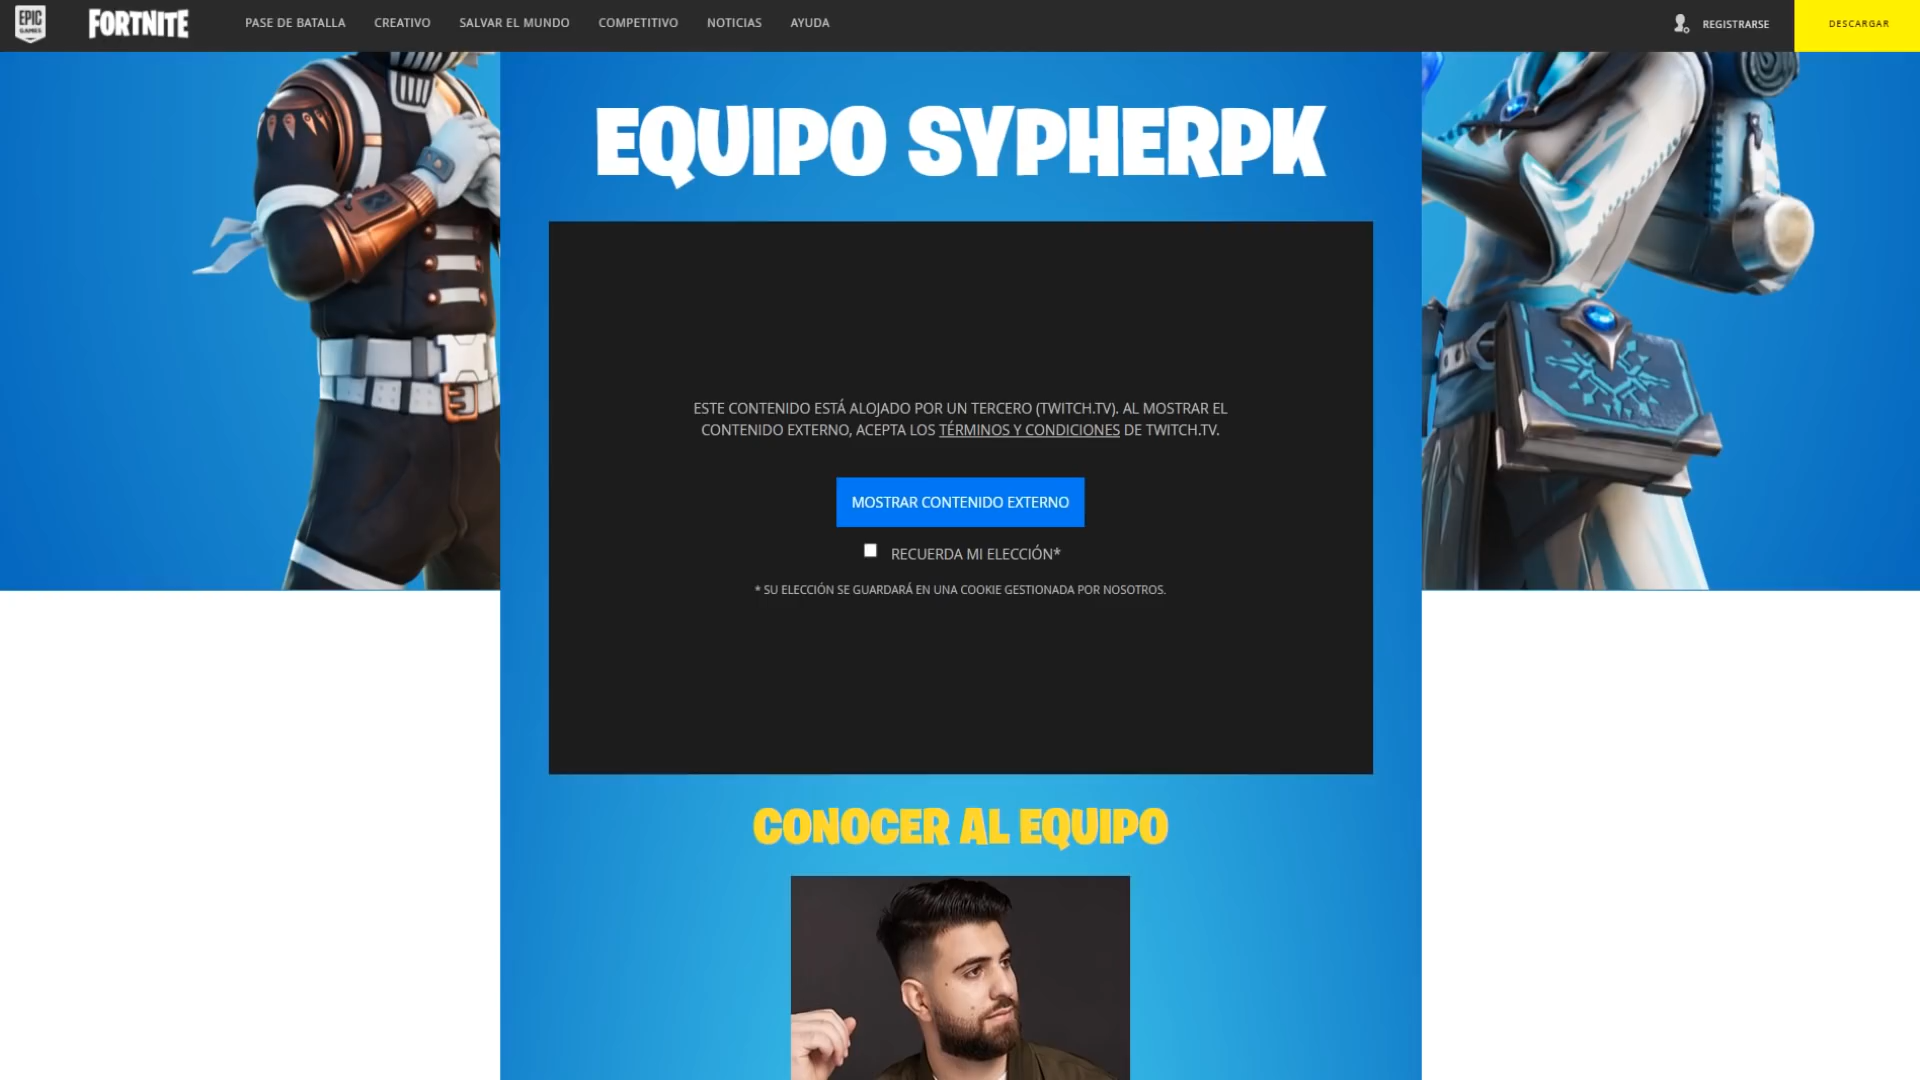 EPIC GAMES
FORTNITE
PASE DE BATALLA
CREATIVO
SALVAR EL MUNDO
COMPETITIVO
NOTICIAS
AYUDA
REGISTRARSE
DESCARGAR
EQUIPO SYPHERPK
ESTE CONTENIDO ESTÁ ALOJADO POR UN TERCERO (TWITCH.TV). AL MOSTRAR EL
CONTENIDO EXTERNO, ACEPTA LOS TÉRMINOS Y CONDICIONES DE TWITCH.TV.
MOSTRAR CONTENIDO EXTERNO
RECUERDA MI ELECCIÓN*
* SU ELECCIÓN SE GUARDARÁ EN UNA COOKIE GESTIONADA POR NOSOTROS.
CONOCER AL EQUIPO